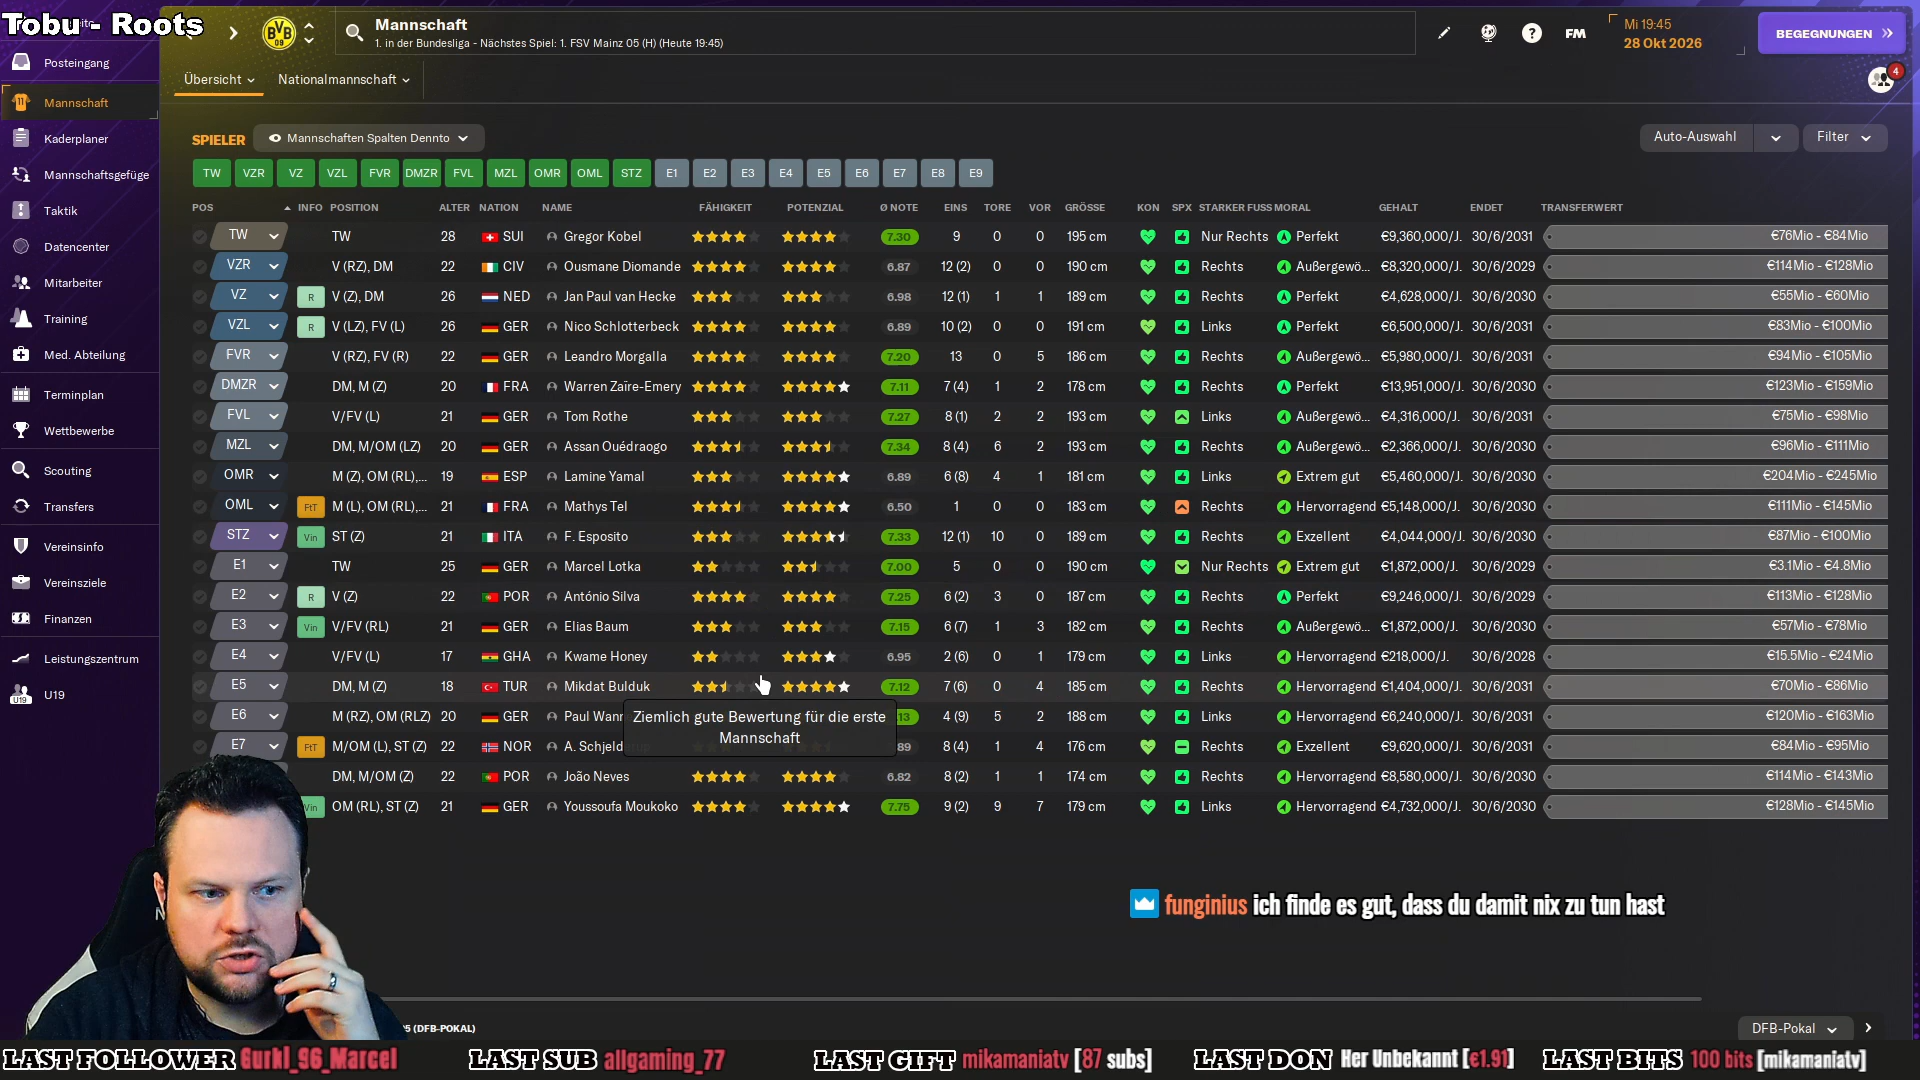 Tobu - Roots
Mannschaft
1. in der Bundesliga - Nächstes Spiel: 1. FSV Mainz 05 (H) (Heute 19:45)
FM
Mi 19:45
28 Okt 2026
BEGEGNUNGEN
4
Posteingang
Mannschaft
Kaderplaner
Mannschaftsgefüge
Taktik
Datencenter
Mitarbeiter
Training
Med. Abteilung
Terminplan
Wettbewerbe
Scouting
Transfers
Vereinsinfo
Vereinsziele
Finanzen
Leistungszentrum
U19
Übersicht Nationalmannschaft
SPIELER Mannschaften Spalten Dennto Auto-Auswahl Filter
TW VZR VZ VZL FVR DMZR FVL MZL OMR OML STZ E1 E2 E3 E4 E5 E6 E7 E8 E9
POS INFO POSITION ALTER NATION NAME FÄHIGKEIT POTENZIAL Ø NOTE EINS TORE VOR GRÖSSE KON SPX STARKER FUSS MORAL GEHALT ENDET TRANSFERWERT
TW TW 28 SUI Gregor Kobel 7.30 9 0 0 195 cm Nur Rechts Perfekt €9,360,000/J. 30/6/2031 €76Mio - €84Mio
VZR V (RZ), DM 22 CIV Ousmane Diomande 6.87 12 (2) 0 0 190 cm Rechts Außergewö... €8,320,000/J. 30/6/2029 €114Mio - €128Mio
VZ R V (Z), DM 26 NED Jan Paul van Hecke 6.98 12 (1) 1 1 189 cm Rechts Perfekt €4,628,000/J. 30/6/2030 €55Mio - €60Mio
VZL R V (LZ), FV (L) 26 GER Nico Schlotterbeck 6.89 10 (2) 0 0 191 cm Links Perfekt €6,500,000/J. 30/6/2031 €83Mio - €100Mio
FVR V (RZ), FV (R) 22 GER Leandro Morgalla 7.20 13 0 5 186 cm Rechts Außergewö... €5,980,000/J. 30/6/2031 €94Mio - €105Mio
DMZR DM, M (Z) 20 FRA Warren Zaïre-Emery 7.11 7 (4) 1 2 178 cm Rechts Perfekt €13,951,000/J. 30/6/2030 €123Mio - €159Mio
FVL V/FV (L) 21 GER Tom Rothe 7.27 8 (1) 2 2 193 cm Links Außergewö... €4,316,000/J. 30/6/2031 €75Mio - €98Mio
MZL DM, M/OM (LZ) 20 GER Assan Ouédraogo 7.34 8 (4) 6 2 193 cm Rechts Außergewö... €2,366,000/J. 30/6/2030 €96Mio - €111Mio
OMR M (Z), OM (RL),... 19 ESP Lamine Yamal 6.89 6 (8) 4 1 181 cm Links Extrem gut €5,460,000/J. 30/6/2030 €204Mio - €245Mio
OML FtT M (L), OM (RL),... 21 FRA Mathys Tel 6.50 1 0 0 183 cm Rechts Hervorragend €5,148,000/J. 30/6/2030 €111Mio - €145Mio
STZ Vin ST (Z) 21 ITA F. Esposito 7.33 12 (1) 10 0 189 cm Rechts Exzellent €4,044,000/J. 30/6/2030 €87Mio - €100Mio
E1 TW 25 GER Marcel Lotka 7.00 5 0 0 190 cm Nur Rechts Extrem gut €1,872,000/J. 30/6/2029 €3.1Mio - €4.8Mio
E2 R V (Z) 22 POR António Silva 7.25 6 (2) 3 0 187 cm Rechts Perfekt €9,246,000/J. 30/6/2029 €113Mio - €128Mio
E3 Vin V/FV (RL) 21 GER Elias Baum 7.15 6 (7) 1 3 182 cm Rechts Außergewö... €1,872,000/J. 30/6/2030 €57Mio - €78Mio
E4 V/FV (L) 17 GHA Kwame Honey 6.95 2 (6) 0 1 179 cm Links Hervorragend €218,000/J. 30/6/2028 €15.5Mio - €24Mio
E5 DM, M (Z) 18 TUR Mikdat Bulduk 7.12 7 (6) 0 4 185 cm Rechts Hervorragend €1,404,000/J. 30/6/2031 €70Mio - €86Mio
E6 M (RZ), OM (RLZ) 20 GER Paul 13 4 (9) 5 2 188 cm Links Hervorragend €6,240,000/J. 30/6/2031 €120Mio - €163Mio
Ziemlich gute Bewertung für die erste
Mannschaft
E7 FtT M/OM (L), ST (Z) 22 NOR A. 89 8 (4) 1 4 176 cm Rechts Exzellent €9,620,000/J. 30/6/2031 €84Mio - €95Mio
DM, M/OM (Z) 22 POR João Neves 6.82 8 (2) 1 1 174 cm Rechts Hervorragend €8,580,000/J. 30/6/2030 €114Mio - €143Mio
Vin OM (RL), ST (Z) 21 GER Youssoufa Moukoko 7.75 9 (2) 9 7 179 cm Links Hervorragend €4,732,000/J. 30/6/2030 €128Mio - €145Mio
funginius ich finde es gut, dass du damit nix zu tun hast
(DFB-POKAL) DFB-Pokal
LAST FOLLOWER Gurkl_96_Marcel LAST SUB allgaming_77 LAST GIFT mikamaniatv [87 subs] LAST DON Her Unbekannt [€1.91] LAST BITS 100 bits [mikamaniatv]